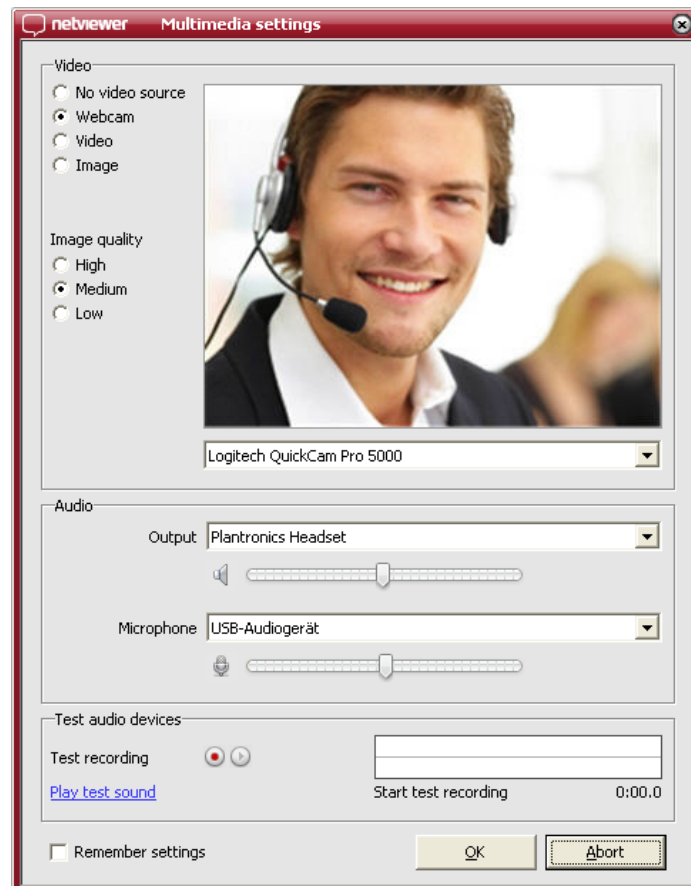 netviewer Multimedia settings
Video
No video source
Webcam
Video
Image
Image quality
High
Medium
Low
Logitech QuickCam Pro 5000
Audio
Output Plantronics Headset
Microphone USB-Audiogerät
Test audio devices
Test recording
Play test sound Start test recording 0:00.0
Remember settings OK Abort